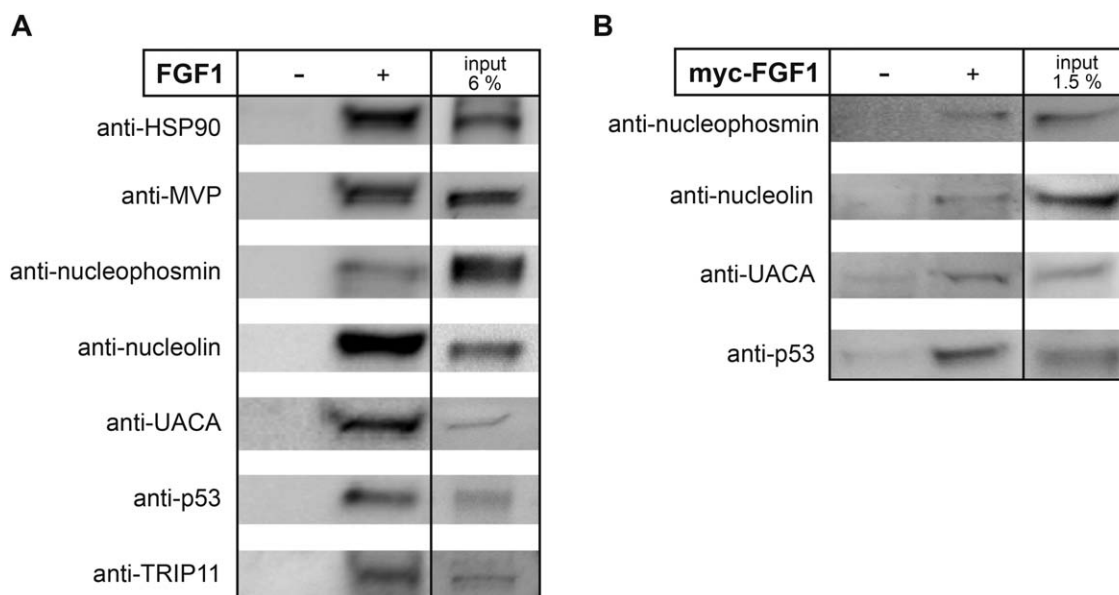 A
FGF1 - + input 6 %
anti-HSP90
anti-MVP
anti-nucleophosmin
anti-nucleolin
anti-UACA
anti-p53
anti-TRIP11
B
myc-FGF1 - + input 1.5 %
anti-nucleophosmin
anti-nucleolin
anti-UACA
anti-p53